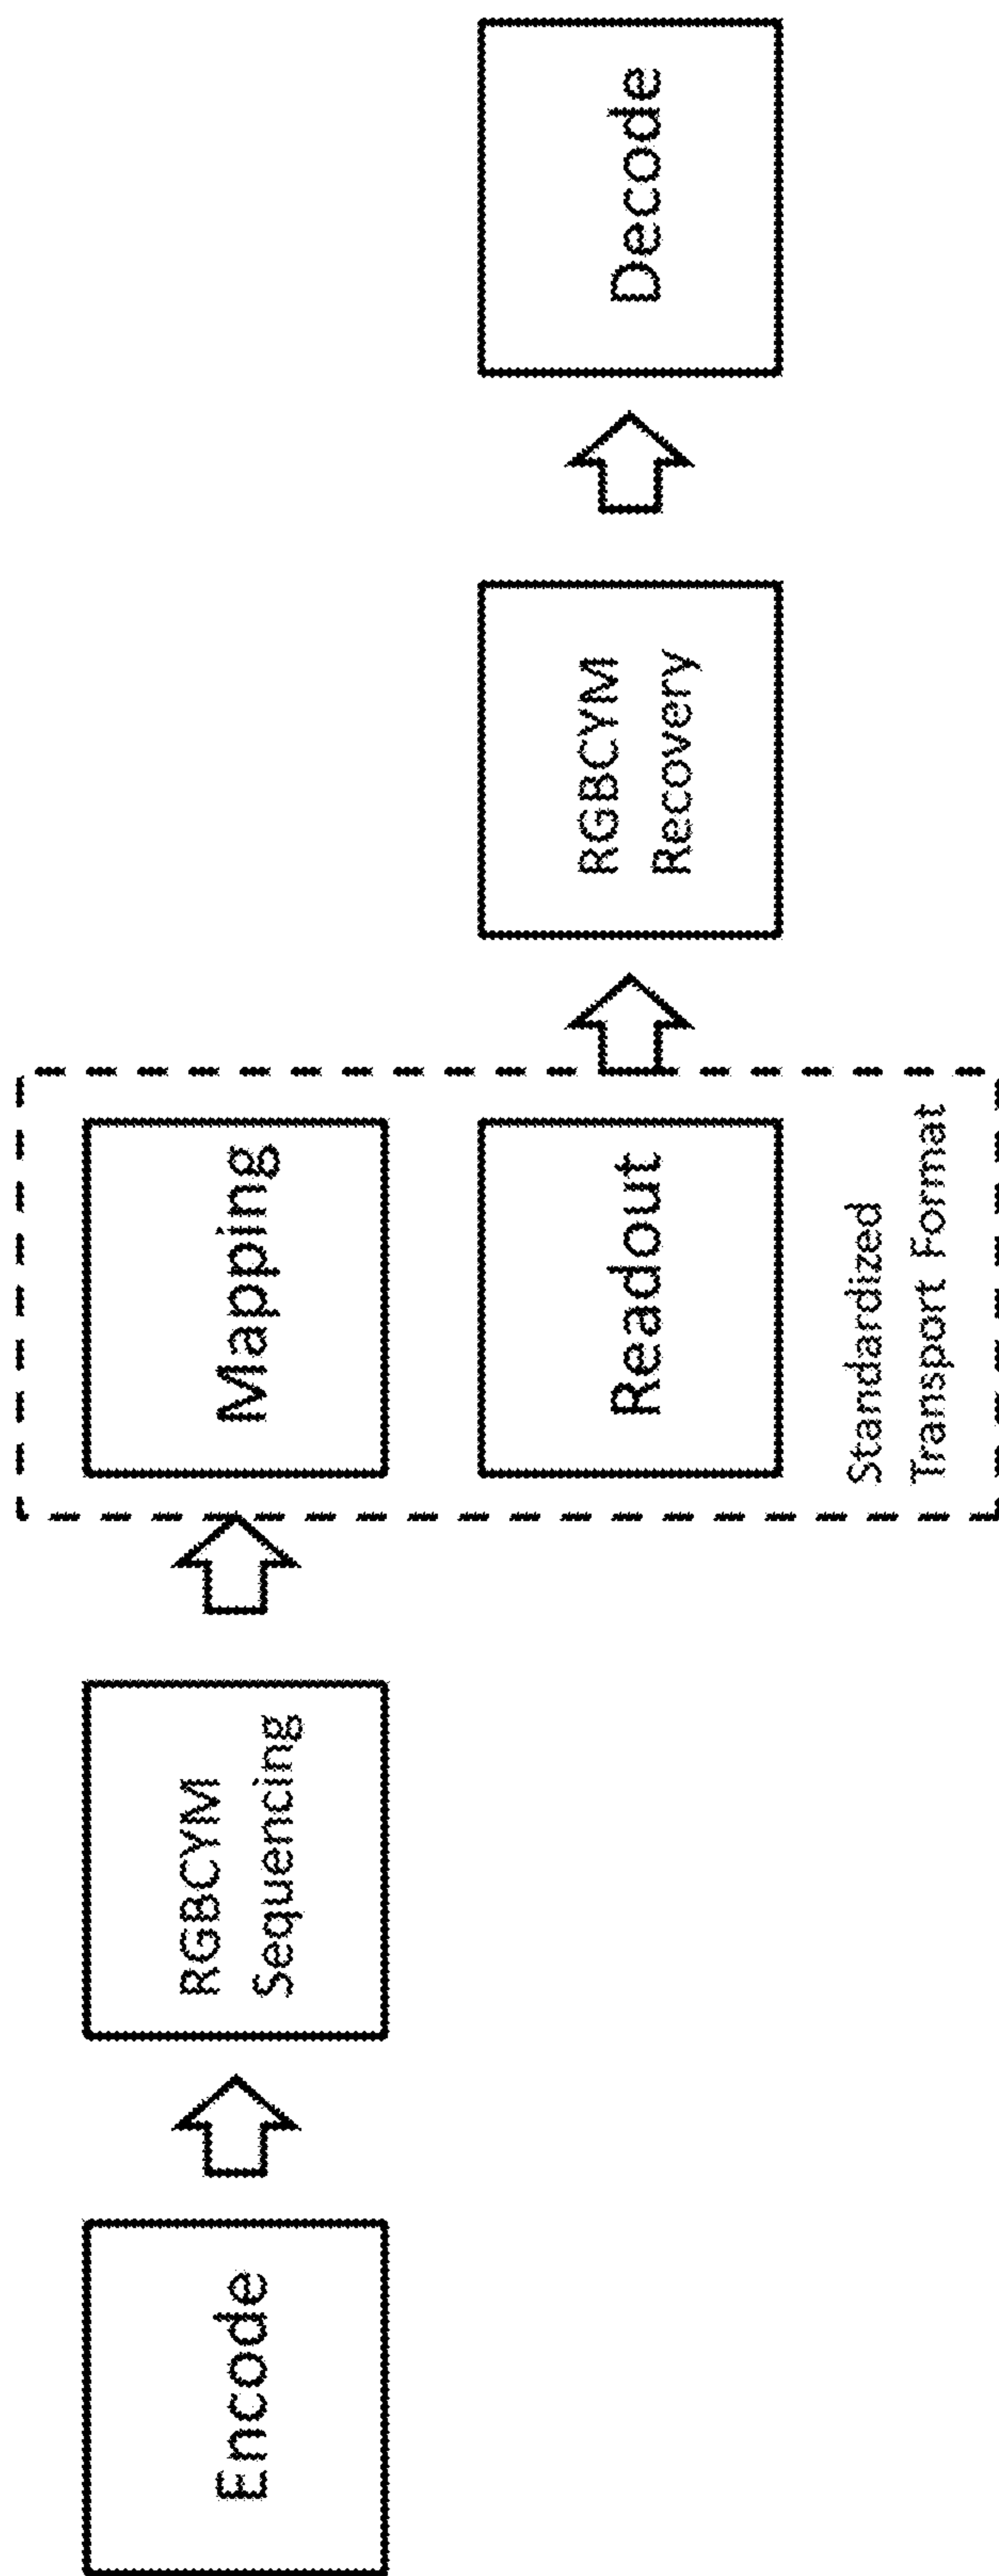 Encode
RGBCYM
Sequencing
Mapping
Readout
Standardized
Transport Format
RGBCYM
Recovery
Decode